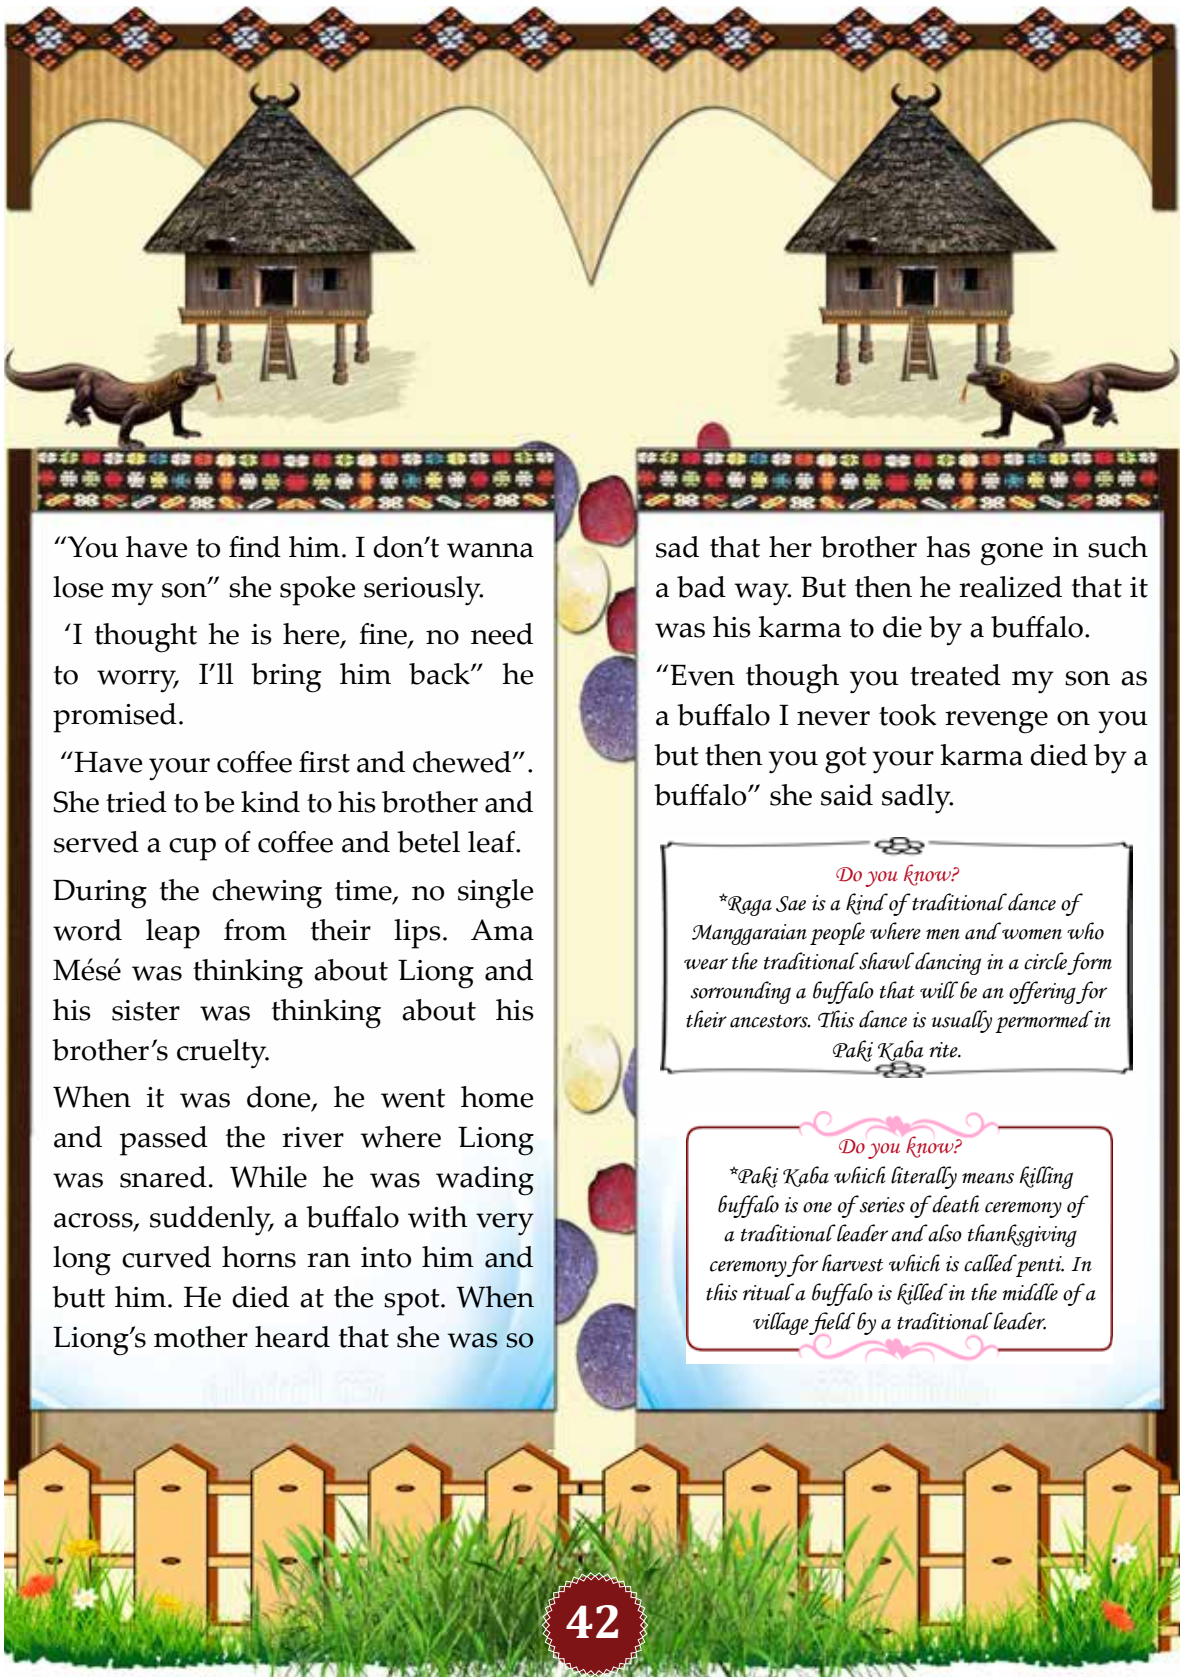 “You have to find him. I don’t wanna
lose my son” she spoke seriously.
‘I thought he is here, fine, no need
to worry, I’ll bring him back” he
promised.
“Have your coffee first and chewed”.
She tried to be kind to his brother and
served a cup of coffee and betel leaf.
During the chewing time, no single
word leap from their lips. Ama
Mésé was thinking about Liong and
his sister was thinking about his
brother’s cruelty.
When it was done, he went home
and passed the river where Liong
was snared. While he was wading
across, suddenly, a buffalo with very
long curved horns ran into him and
butt him. He died at the spot. When
Liong’s mother heard that she was so
sad that her brother has gone in such
a bad way. But then he realized that it
was his karma to die by a buffalo.
“Even though you treated my son as
a buffalo I never took revenge on you
but then you got your karma died by a
buffalo” she said sadly.
Do you know?
*Raga Sae is a kind of traditional dance of
Manggaraian people where men and women who
wear the traditional shawl dancing in a circle form
sorrounding a buffalo that will be an offering for
their ancestors. This dance is usually permormed in
Paki Kaba rite.
Do you know?
*Paki Kaba which literally means killing
buffalo is one of series of death ceremony of
a traditional leader and also thanksgiving
ceremony for harvest which is called penti. In
this ritual a buffalo is killed in the middle of a
village field by a traditional leader.
42